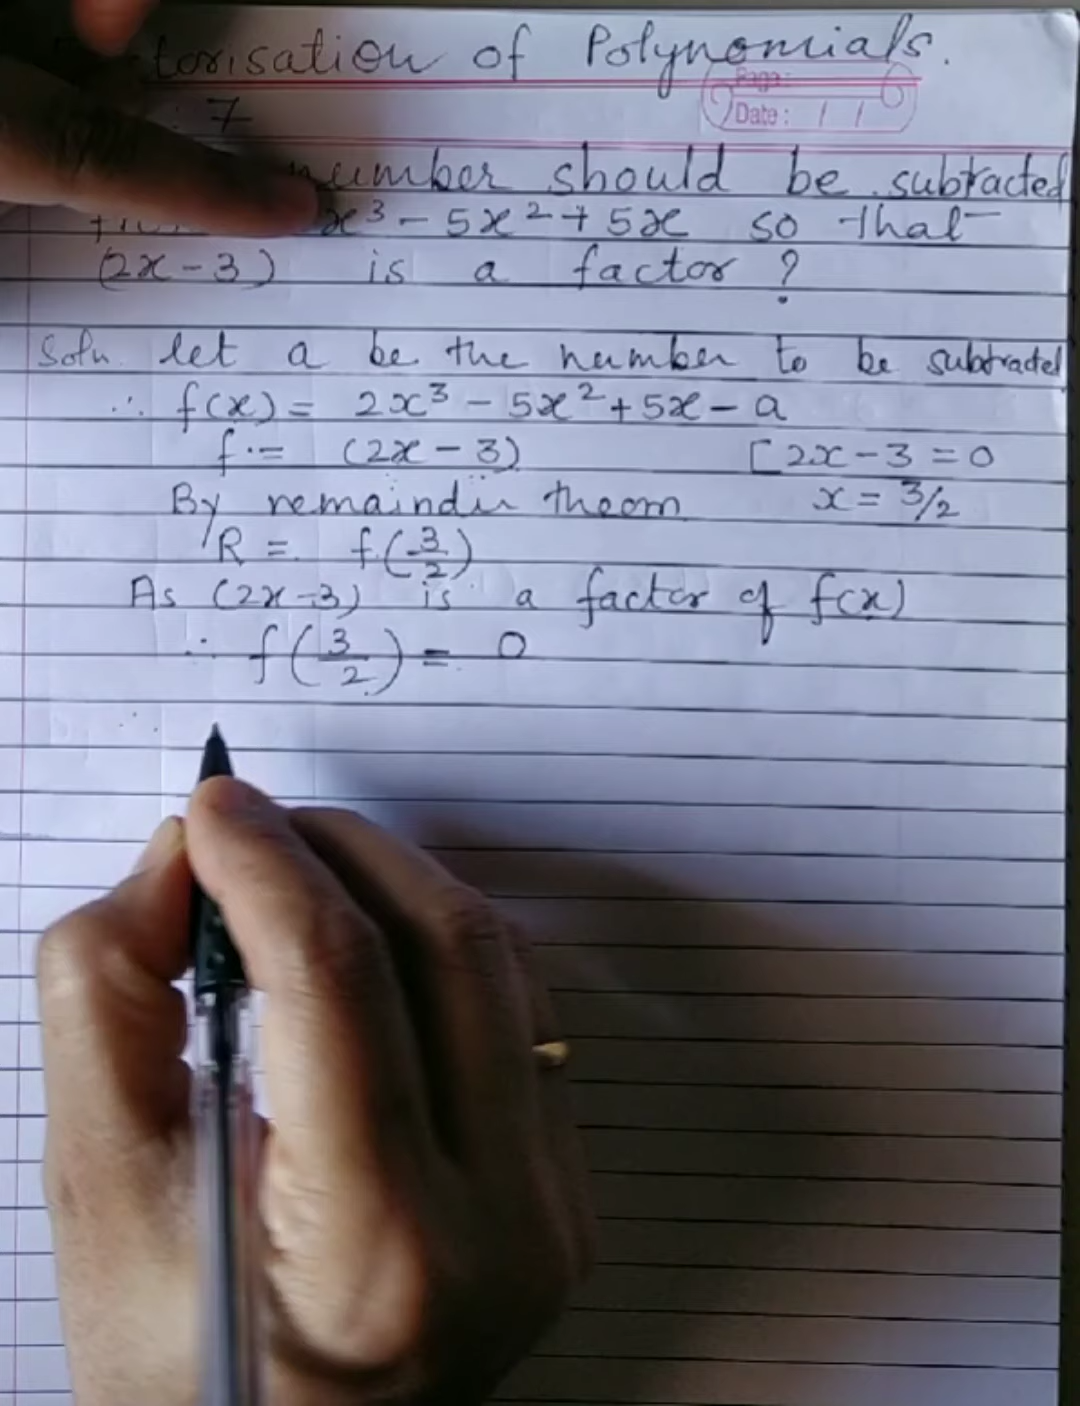 torisation of Polynomials.
Page:
Date: / /
: 7
number should be subtracted
x³ - 5x² + 5x so that
(2x - 3) is a factor ?
Soln. let a be the number to be subtracted
∴ f(x) = 2x³ - 5x² + 5x - a
f · = (2x - 3) [2x - 3 = 0
By remainder theorm x = 3/2
R = f(3/2)
As (2x-3) is a factor of f(x)
∴ f(3/2) = 0